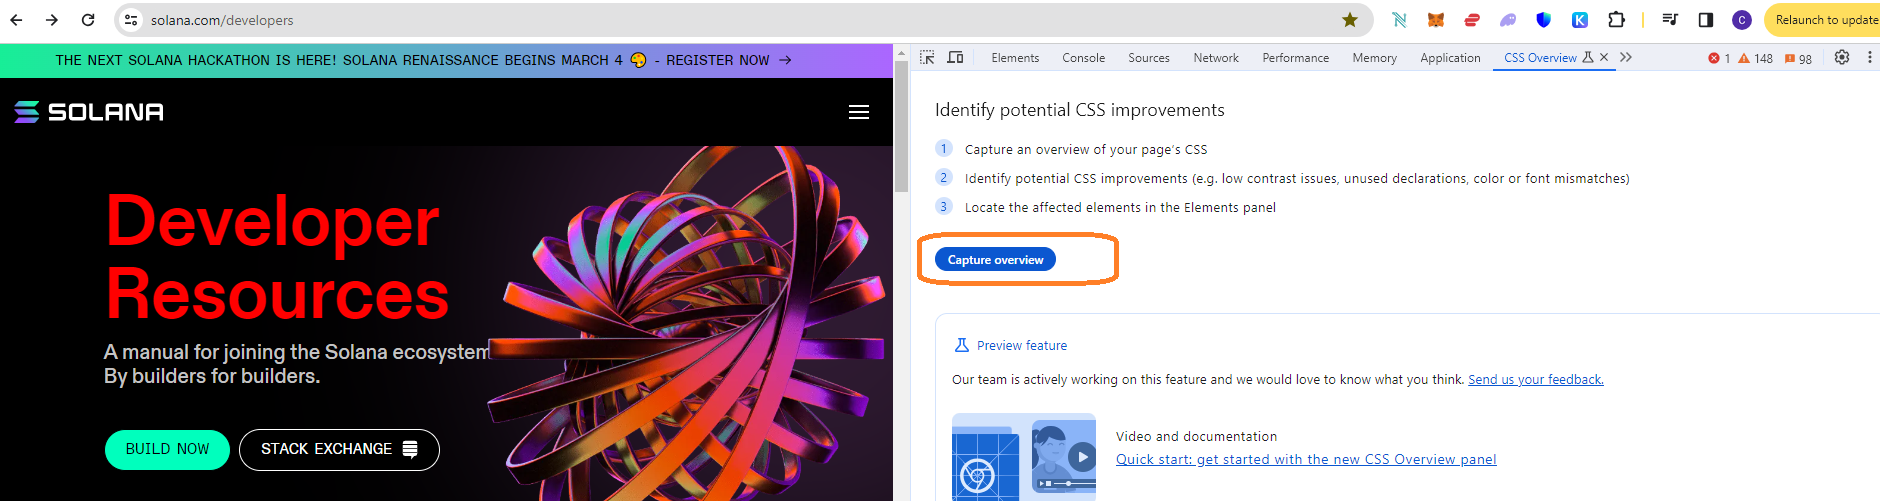 solana.com/developers
C
Relaunch to update
THE NEXT SOLANA HACKATHON IS HERE! SOLANA RENAISSANCE BEGINS MARCH 4 🎨 - REGISTER NOW →
SOLANA
Developer
Resources
A manual for joining the Solana ecosystem
By builders for builders.
BUILD NOW
STACK EXCHANGE
Elements Console Sources Network Performance Memory Application CSS Overview 1 148 98
Identify potential CSS improvements
1 Capture an overview of your page's CSS
2 Identify potential CSS improvements (e.g. low contrast issues, unused declarations, color or font mismatches)
3 Locate the affected elements in the Elements panel
Capture overview
Preview feature
Our team is actively working on this feature and we would love to know what you think. Send us your feedback.
Video and documentation
Quick start: get started with the new CSS Overview panel